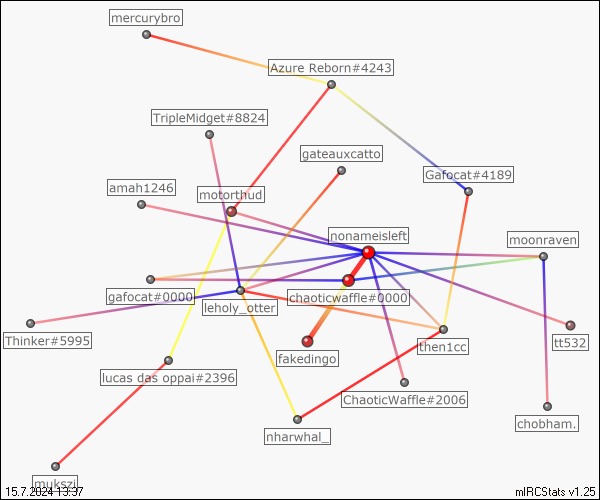 mercurybro
Azure Reborn#4243
TripleMidget#8824
gateauxcatto
Gafocat#4189
amah1246
motorthud
nonameisleft
moonraven
gafocat#0000
chaoticwaffle#0000
leholy_otter
Thinker#5995
then1cc
tt532
fakedingo
lucas das oppai#2396
ChaoticWaffle#2006
chobham.
nharwhal_
mukszi
15.7.2024 13:37
mIRCStats v1.25